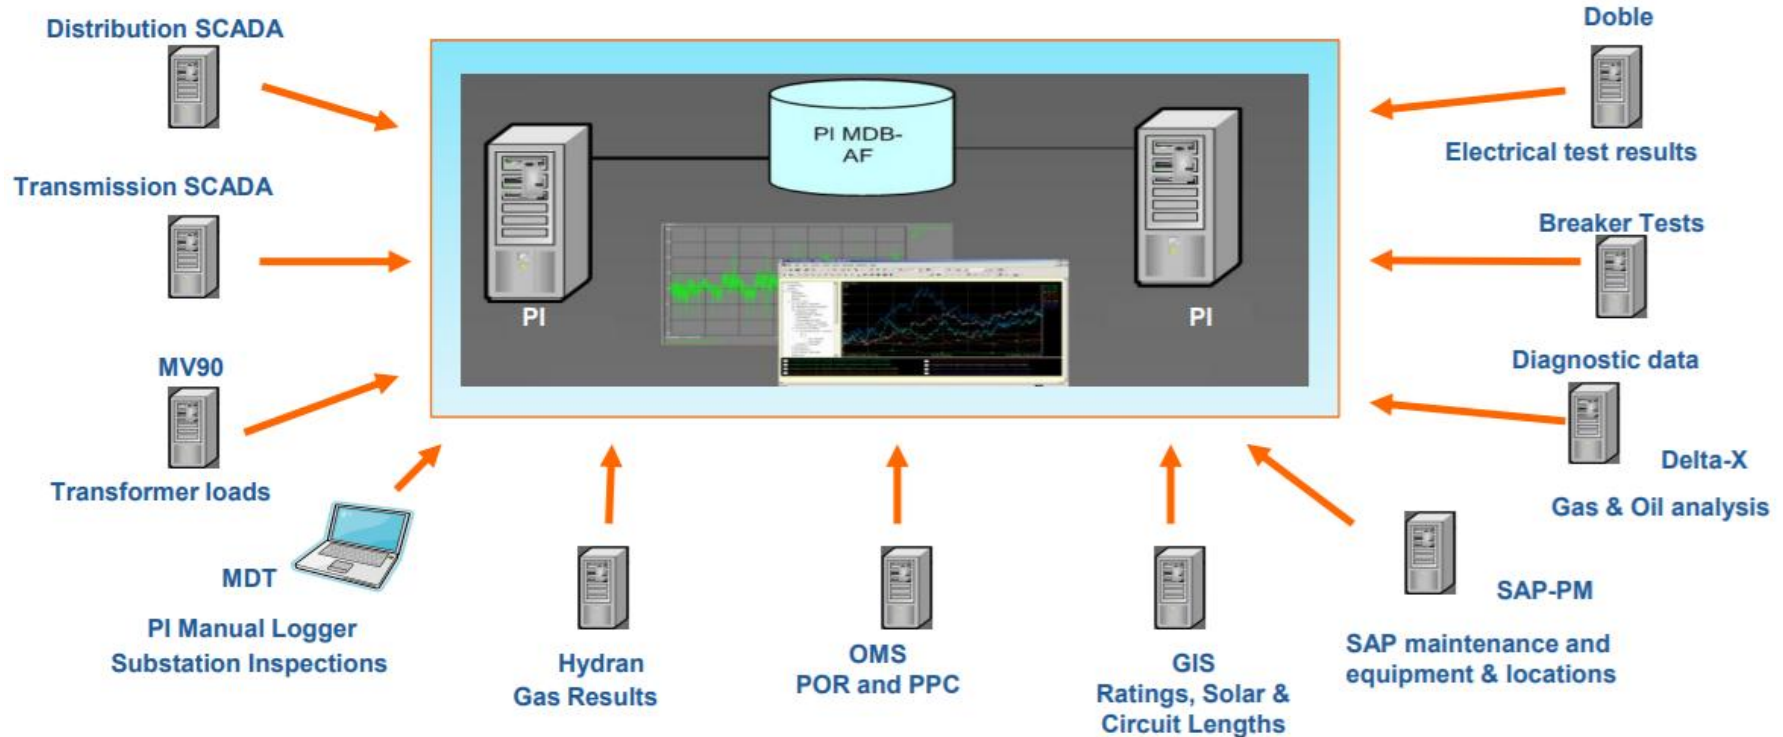 Distribution SCADA
Transmission SCADA
MV90
Transformer loads
MDT
PI Manual Logger
Substation Inspections
PI MDB-
AF
PI
PI
Hydran
Gas Results
OMS
POR and PPC
GIS
Ratings, Solar &
Circuit Lengths
Doble
Electrical test results
Breaker Tests
Diagnostic data
Delta-X
Gas & Oil analysis
SAP-PM
SAP maintenance and
equipment & locations